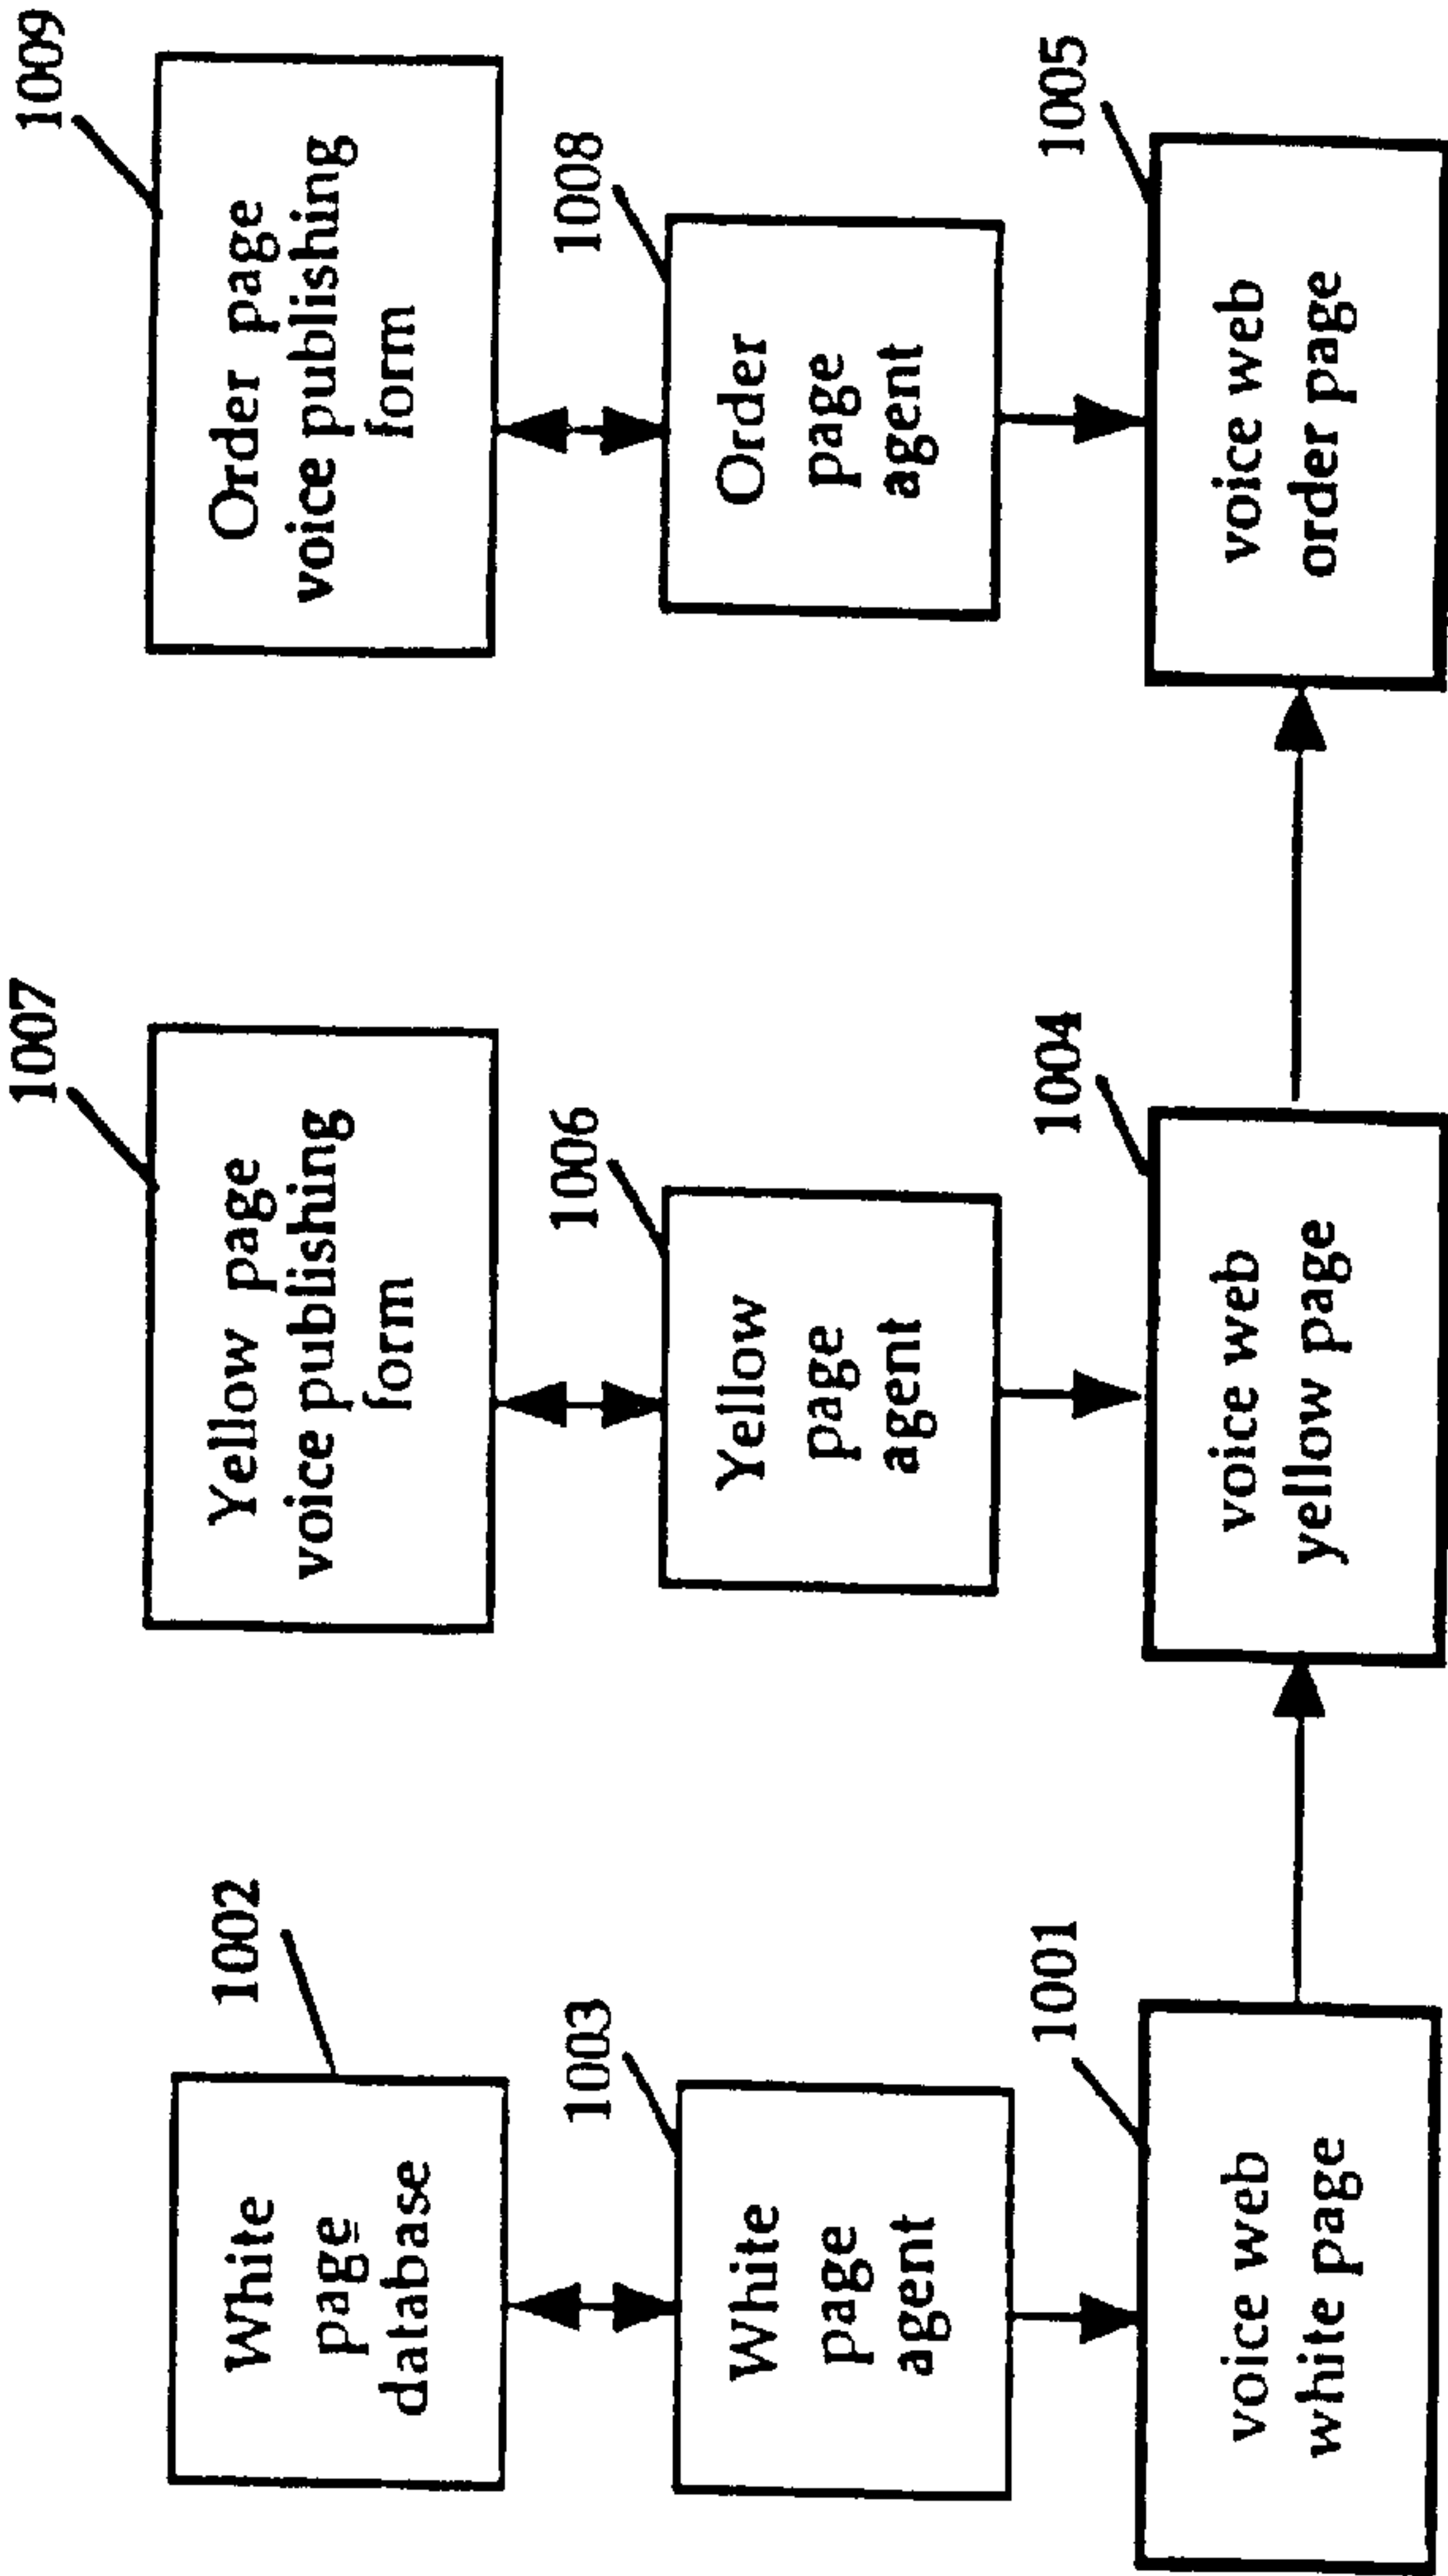 1002
White
page
database
1003
White
page
agent
1001
voice web
white page
1007
Yellow page
voice publishing
form
1006
Yellow
page
agent
1004
voice web
yellow page
1009
Order page
voice publishing
form
1008
Order
page
agent
1005
voice web
order page